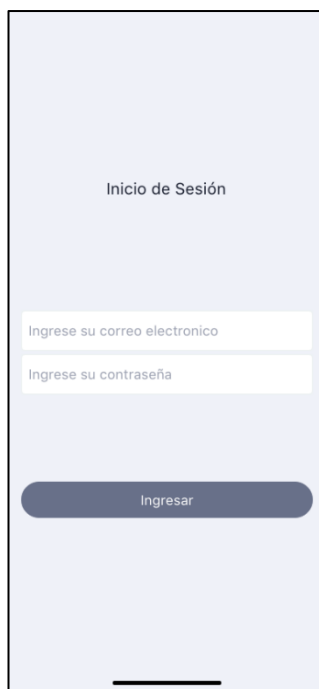 Inicio de Sesión
Ingrese su correo electronico
Ingrese su contraseña
Ingresar